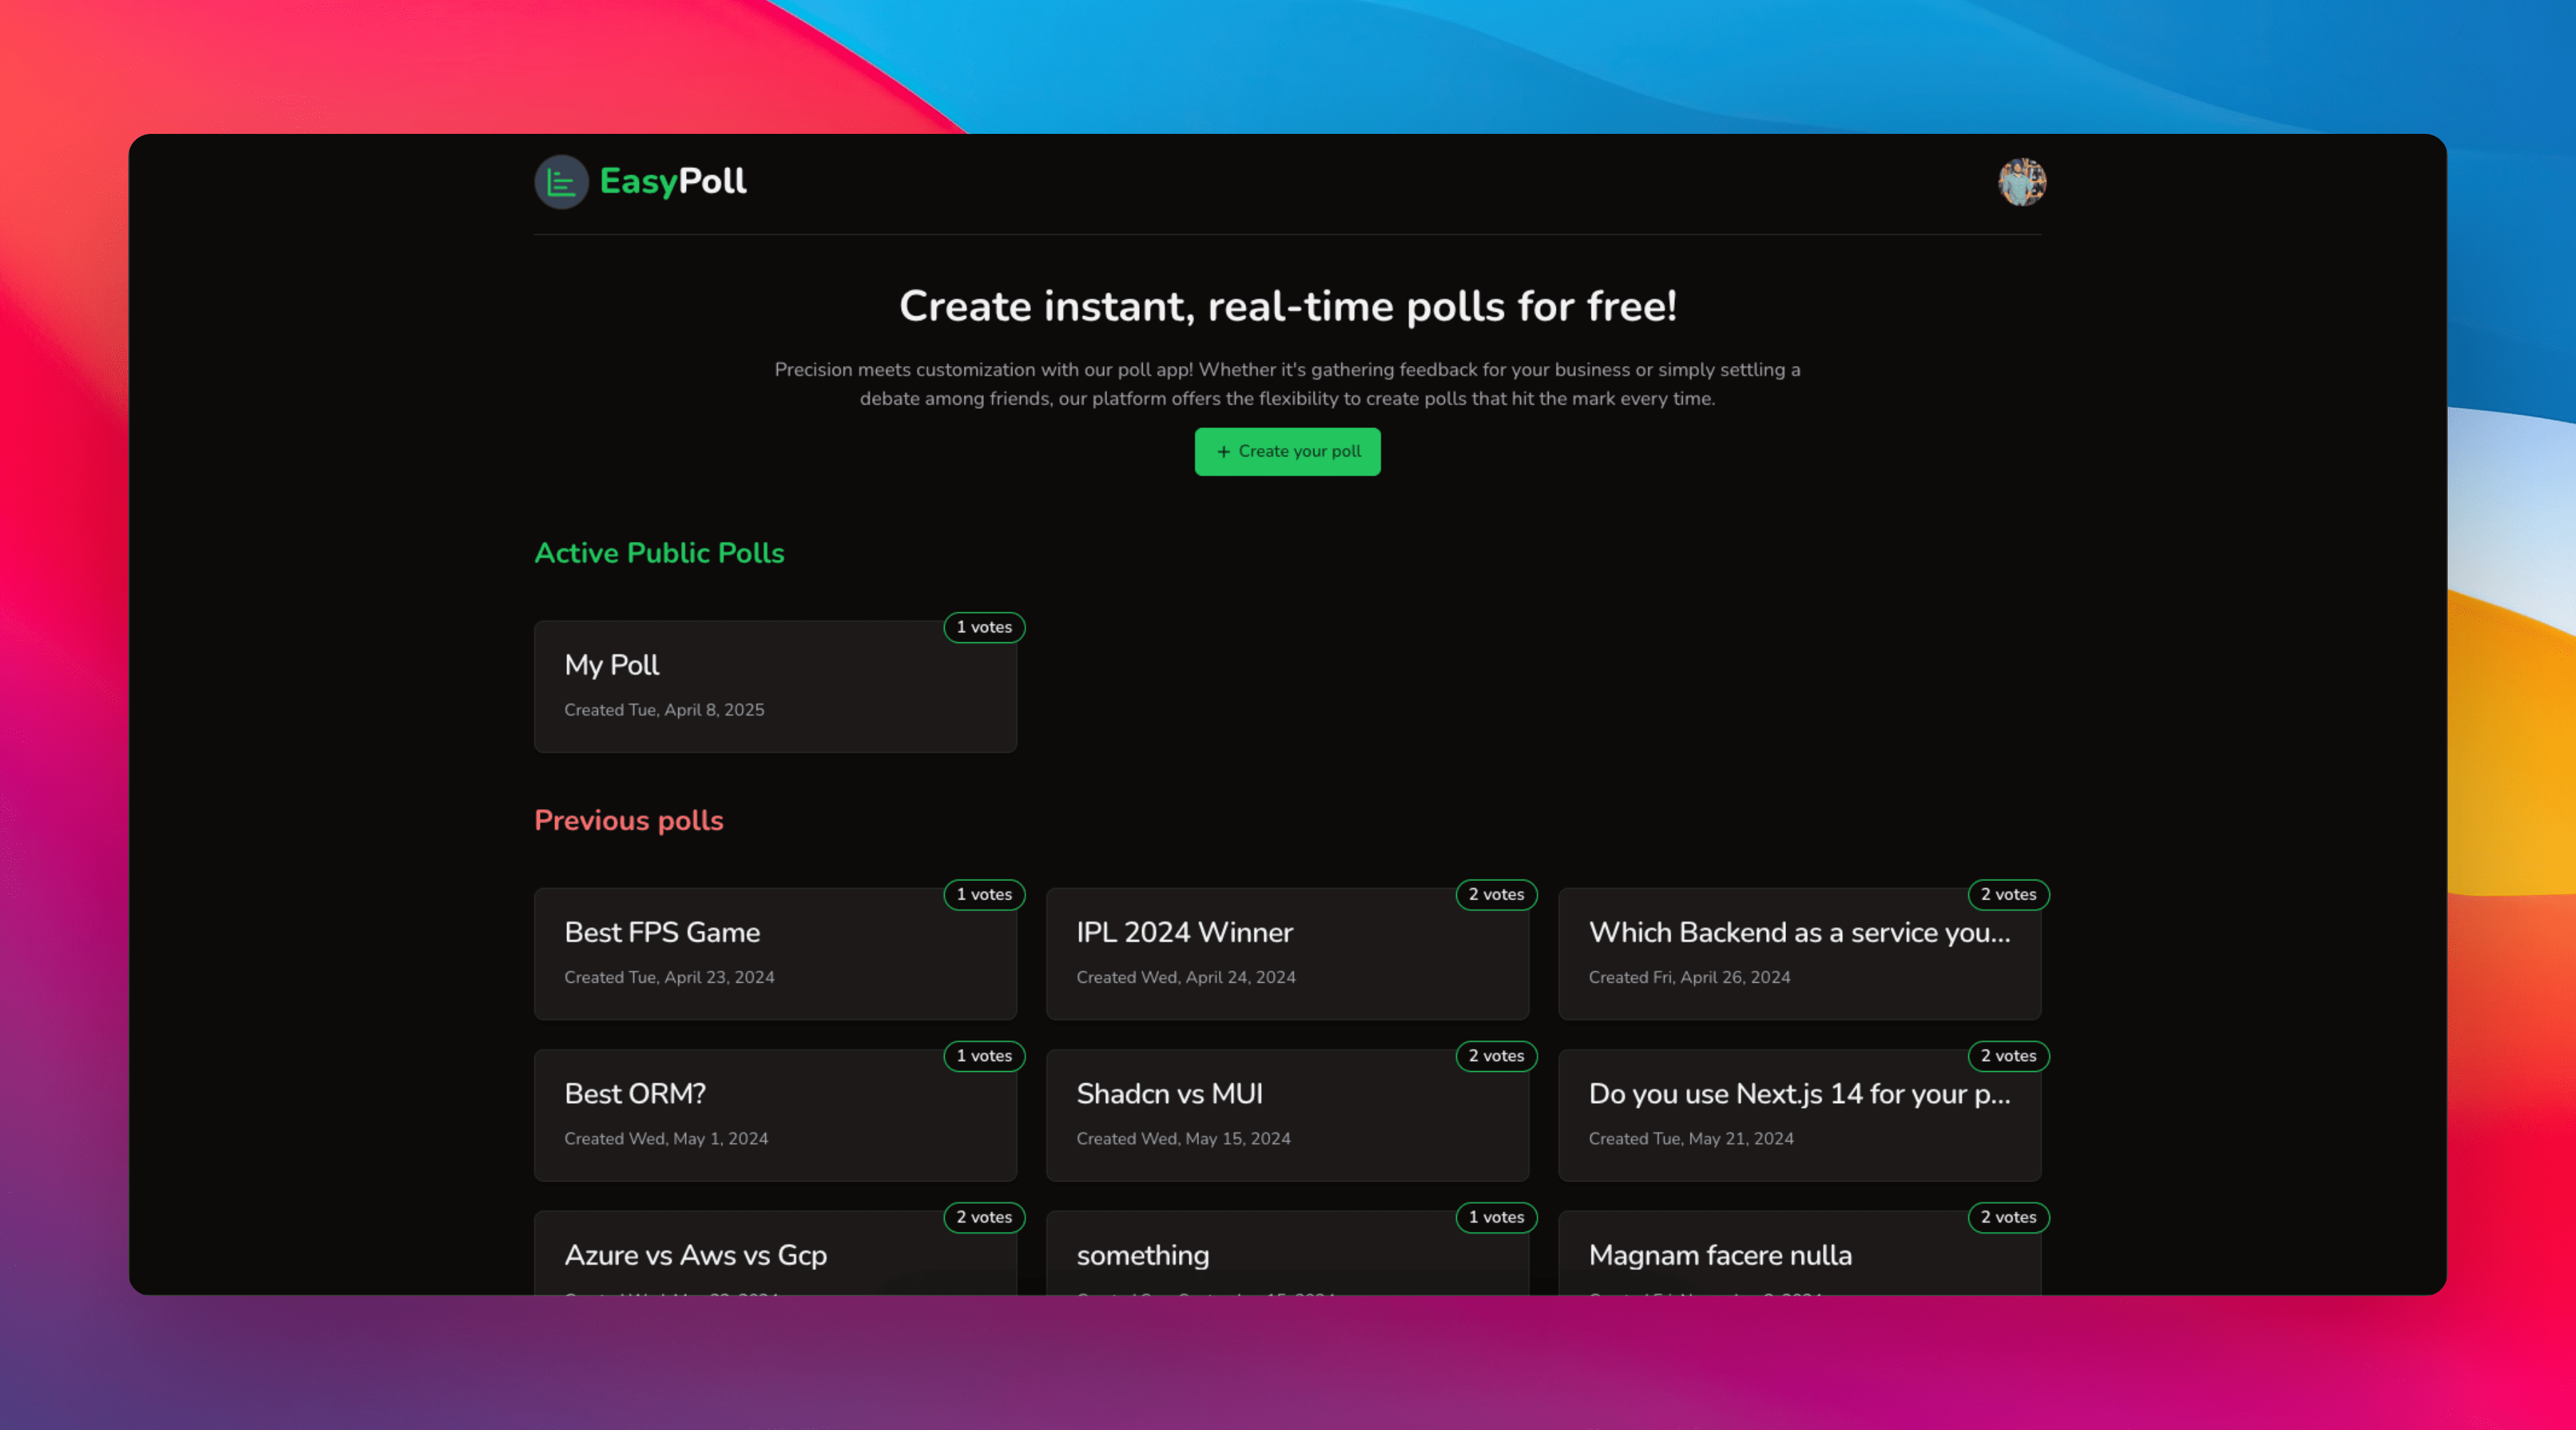 EasyPoll
Create instant, real-time polls for free!
Precision meets customization with our poll app! Whether it's gathering feedback for your business or simply settling a
debate among friends, our platform offers the flexibility to create polls that hit the mark every time.
+ Create your poll
Active Public Polls
1 votes
My Poll
Created Tue, April 8, 2025
Previous polls
1 votes
Best FPS Game
Created Tue, April 23, 2024
2 votes
IPL 2024 Winner
Created Wed, April 24, 2024
2 votes
Which Backend as a service you...
Created Fri, April 26, 2024
1 votes
Best ORM?
Created Wed, May 1, 2024
2 votes
Shadcn vs MUI
Created Wed, May 15, 2024
2 votes
Do you use Next.js 14 for your p...
Created Tue, May 21, 2024
2 votes
Azure vs Aws vs Gcp
1 votes
something
2 votes
Magnam facere nulla